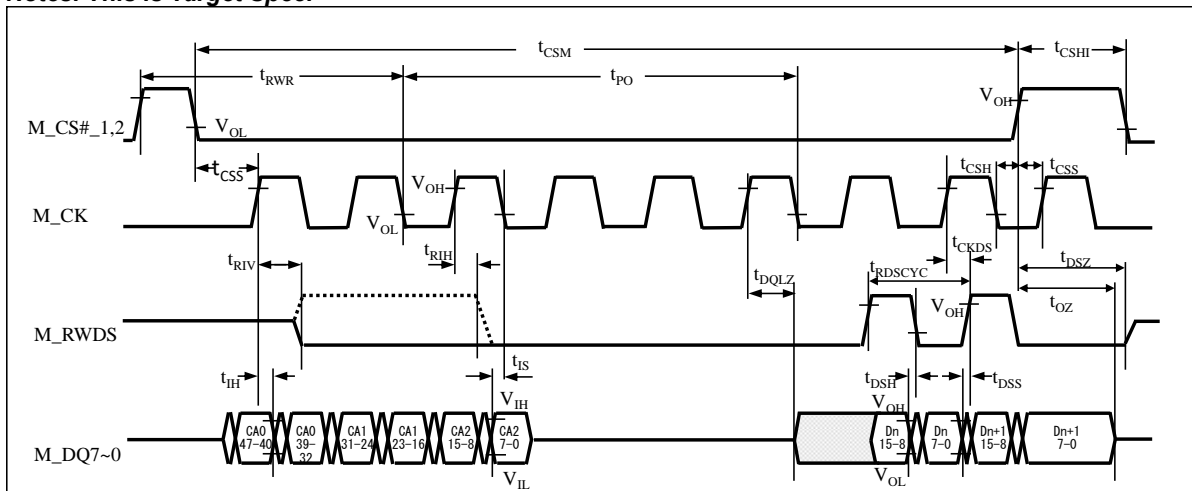 Notes: This is Target Spec.
tCSM
tCSHI
tRWR
tPO
VOH
M_CS#_1,2
VOL
tCSS
tCSH
tCSS
VOH
M_CK
VOL
tRIV
tRIH
tCKDS
tDSZ
tDQLZ
tRDSCYC
tOZ
VOH
M_RWDS
tIH
tIS
tDSH
tDSS
VIH
VOH
CA0 47-40
CA0 39-32
CA1 31-24
CA1 23-16
CA2 15-8
CA2 7-0
Dn 15-8
Dn 7-0
Dn+1 15-8
Dn+1 7-0
M_DQ7~0
VIL
VOL